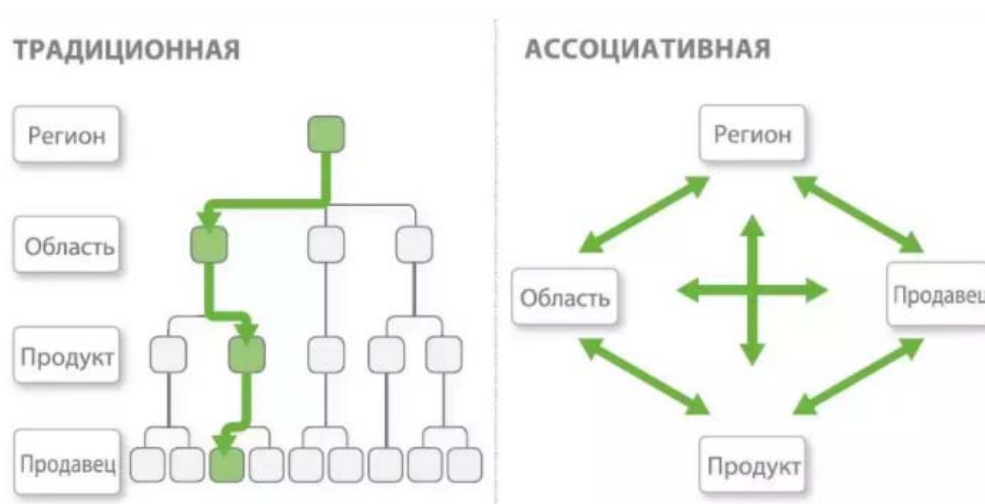 ТРАДИЦИОННАЯ
Регион
Область
Продукт
Продавец
АССОЦИАТИВНАЯ
Регион
Область
Продавец
Продукт